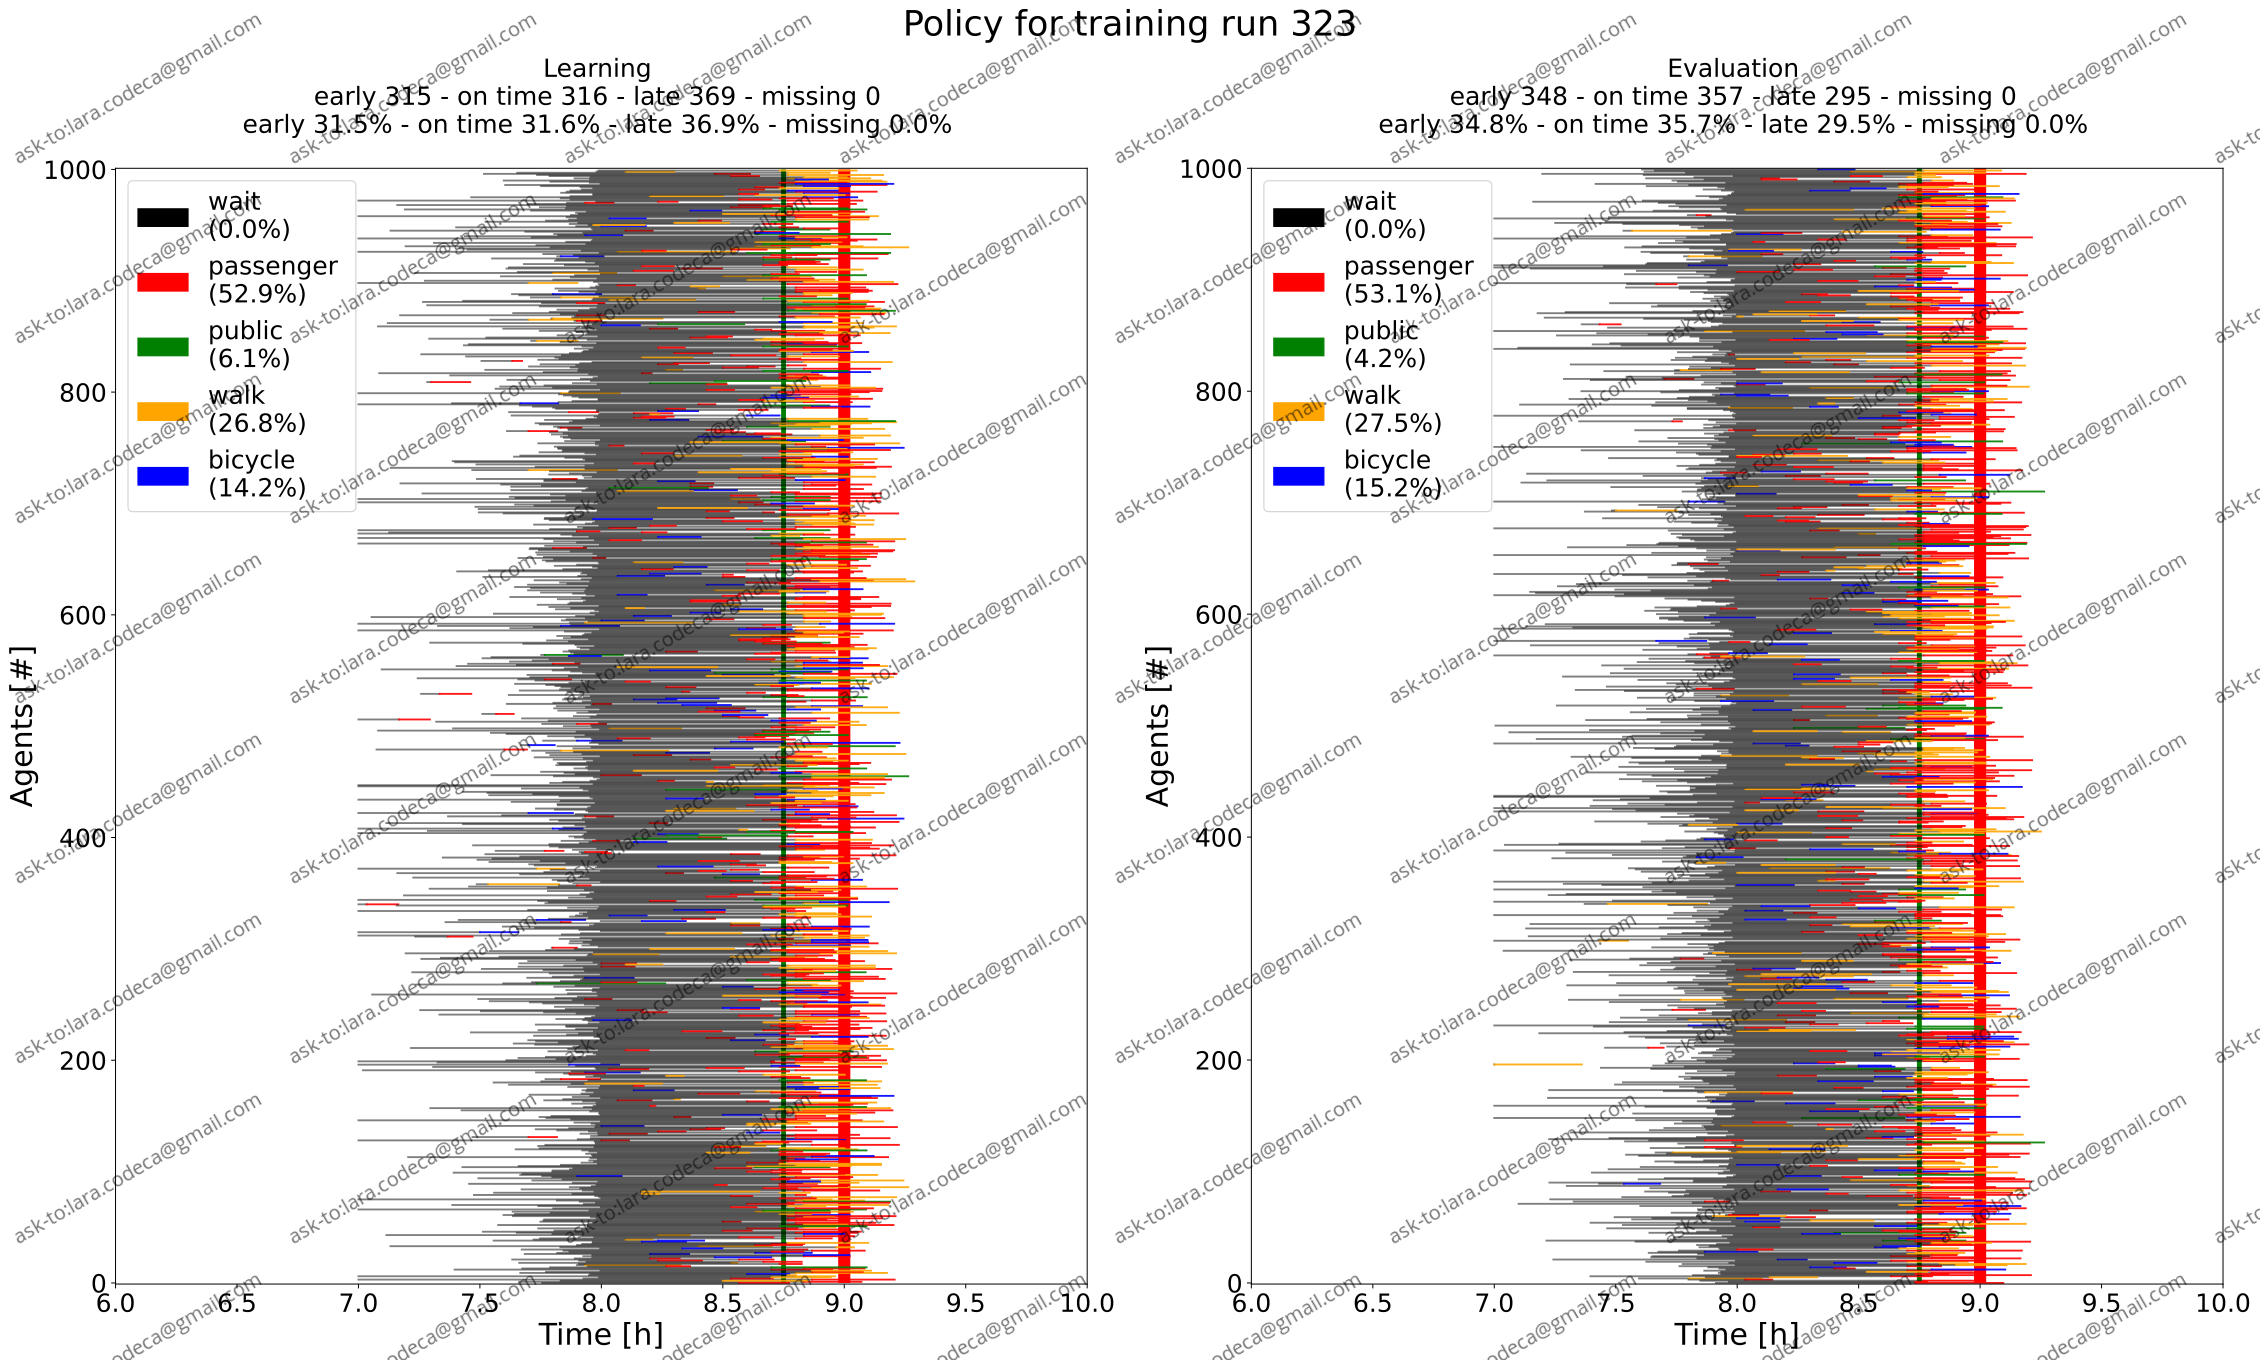 Policy for training run 323
Learning
early 315 - on time 316 - late 369 - missing 0
early 31.5% - on time 31.6% - late 36.9% - missing 0.0%
1000
800
600
400
200
0
Agents [#]
wait
(0.0%)
passenger
(52.9%)
public
(6.1%)
walk
(26.8%)
bicycle
(14.2%)
6.0 6.5 7.0 7.5 8.0 8.5 9.0 9.5 10.0
Time [h]
Evaluation
early 348 - on time 357 - late 295 - missing 0
early 34.8% - on time 35.7% - late 29.5% - missing 0.0%
1000
800
600
400
200
0
Agents [#]
wait
(0.0%)
passenger
(53.1%)
public
(4.2%)
walk
(27.5%)
bicycle
(15.2%)
6.0 6.5 7.0 7.5 8.0 8.5 9.0 9.5 10.0
Time [h]
ask-to:lara.codeca@gmail.com